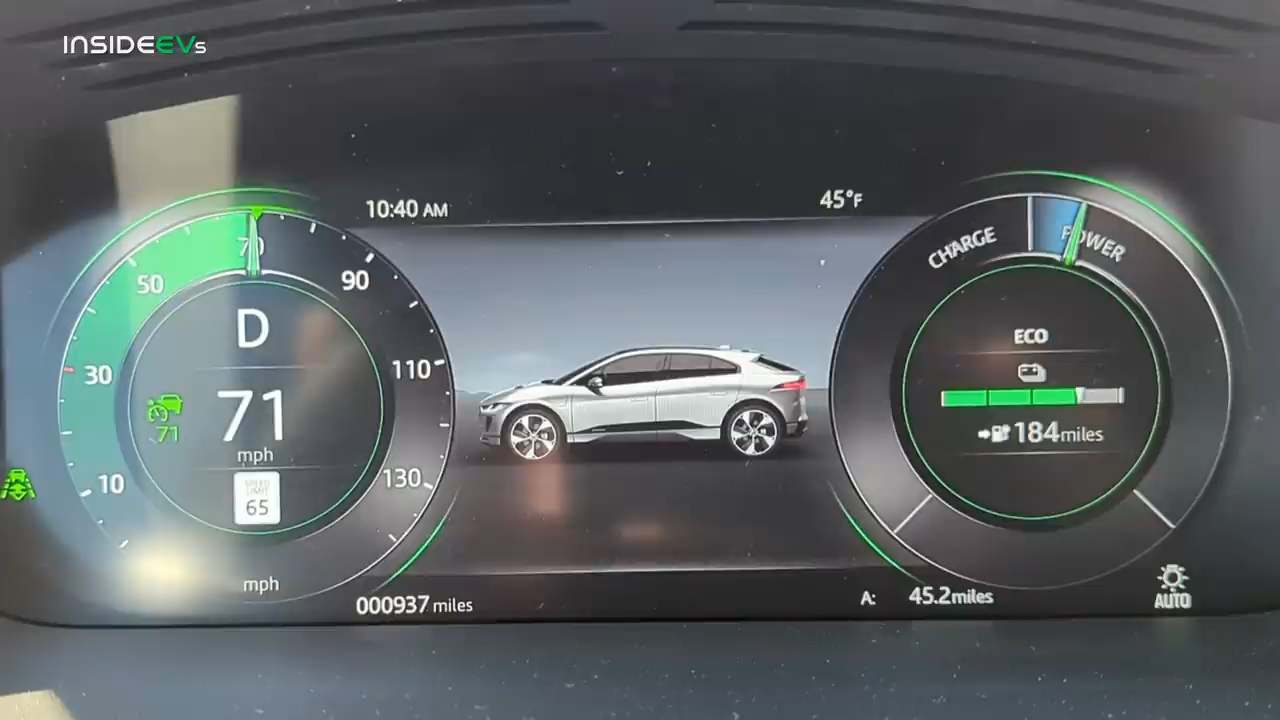 INSIDEEVs
10:40 AM
45°F
10
30
50
70
90
110
130
D
71
71
mph
SPEED
LIMIT
65
mph
000937 miles
CHARGE
POWER
ECO
184 miles
A: 45.2 miles
AUTO